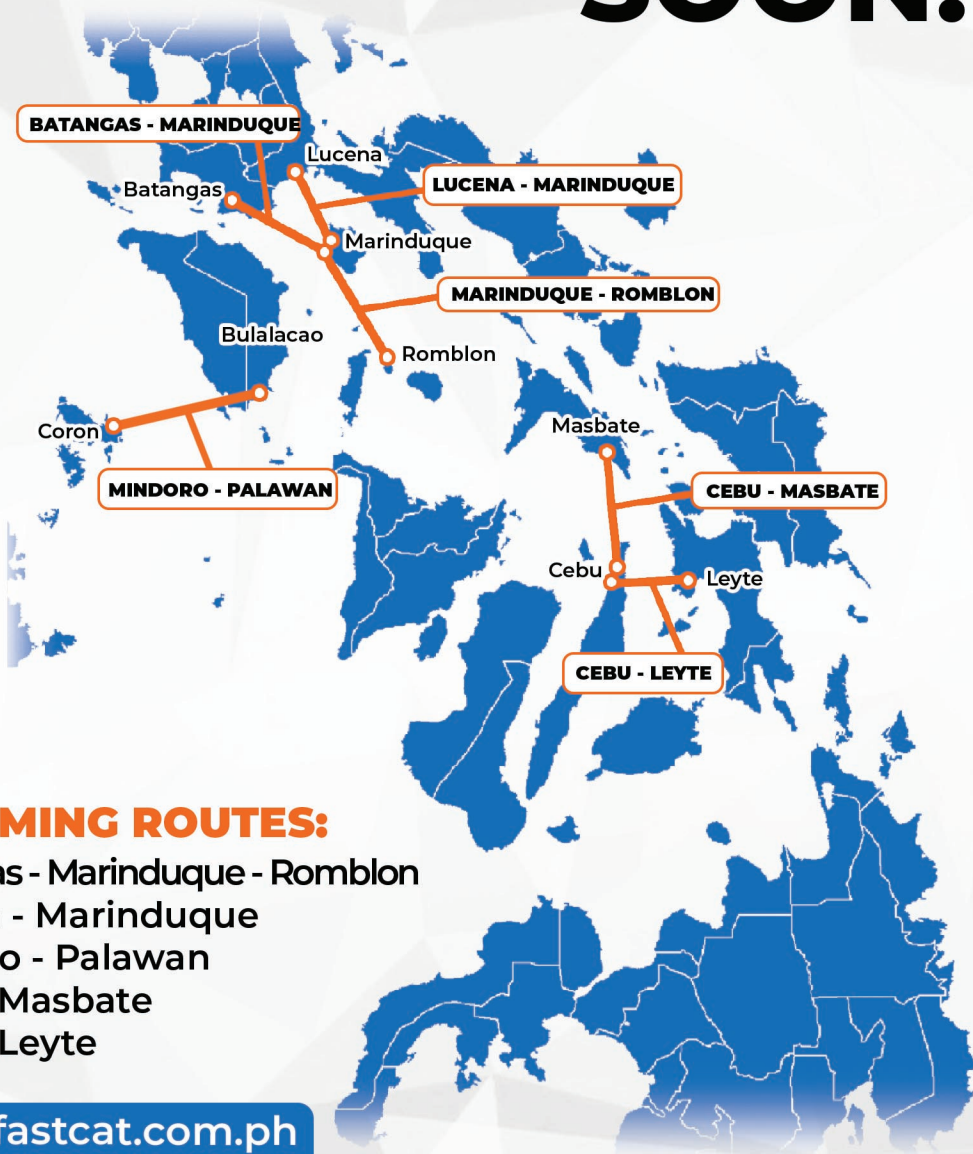 SOON!
BATANGAS - MARINDUQUE
Lucena
Batangas
LUCENA - MARINDUQUE
Marinduque
MARINDUQUE - ROMBLON
Bulalacao
Romblon
Coron
Masbate
MINDORO - PALAWAN
CEBU - MASBATE
Cebu
Leyte
CEBU - LEYTE
MING ROUTES:
as - Marinduque - Romblon
- Marinduque
o - Palawan
Masbate
Leyte
fastcat.com.ph